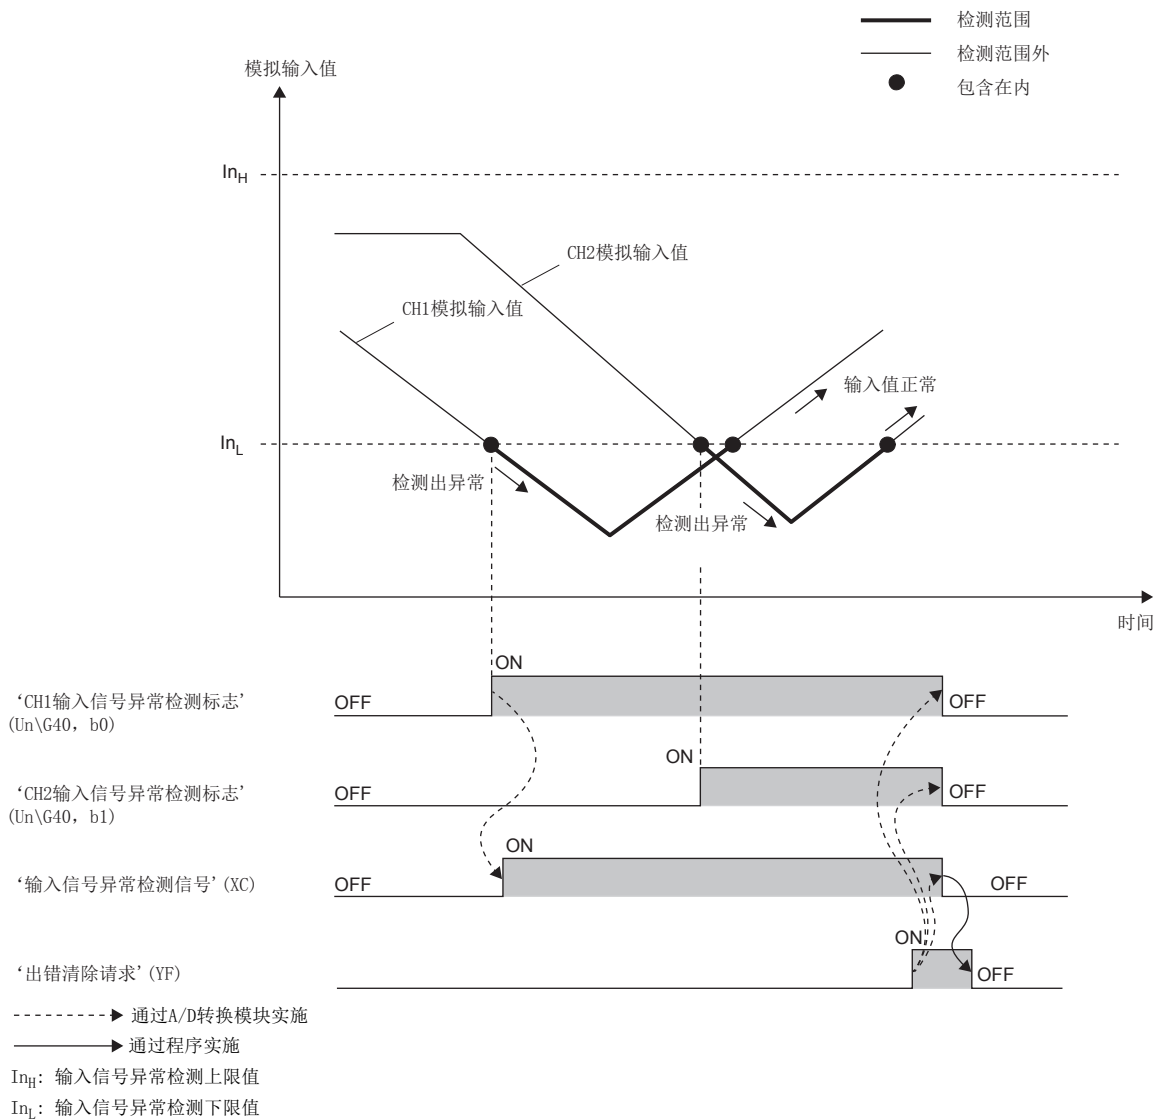 检测范围
检测范围外
包含在内
模拟输入值
InH
CH2模拟输入值
CH1模拟输入值
输入值正常
InL
检测出异常
检测出异常
时间
ON
‘CH1输入信号异常检测标志’
(Un\G40, b0)
OFF
OFF
ON
‘CH2输入信号异常检测标志’
(Un\G40, b1)
OFF
OFF
ON
‘输入信号异常检测信号’(XC)
OFF
OFF
ON
‘出错清除请求’(YF)
OFF
通过A/D转换模块实施
通过程序实施
InH: 输入信号异常检测上限值
InL: 输入信号异常检测下限值